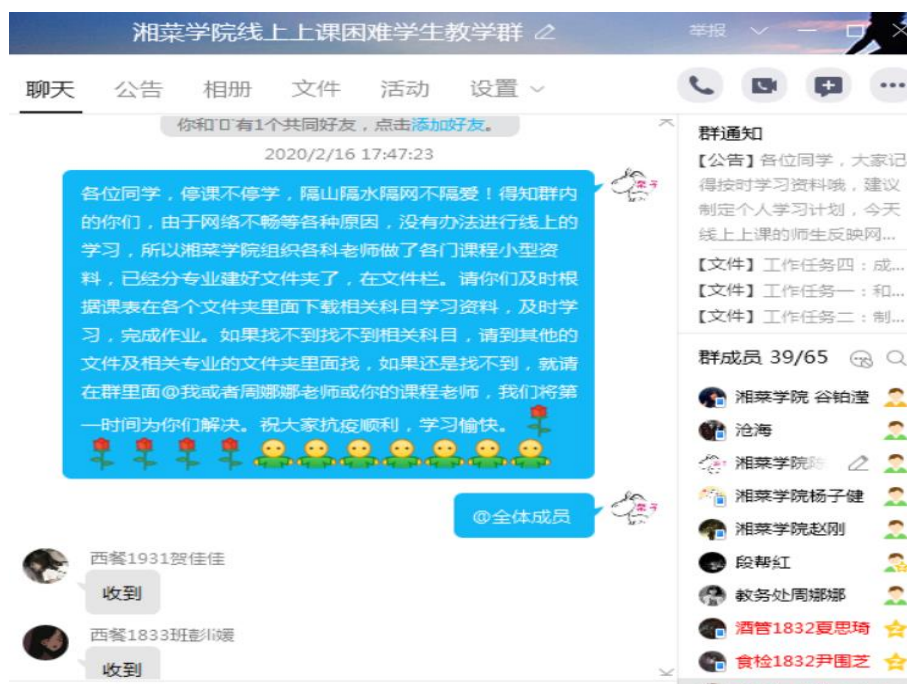 湘菜学院线上上课困难学生教学群
举报
聊天 公告 相册 文件 活动 设置
你和 有1个共同好友，点击添加好友。
2020/2/16 17:47:23
各位同学，停课不停学，隔山隔水隔网不隔爱！得知群内
的你们，由于网络不畅等各种原因，没有办法进行线上的
学习，所以湘菜学院组织各科老师做了各门课程小型资
料，已经分专业建好文件夹了，在文件栏。请你们及时根
据课表在各个文件夹里面下载相关科目学习资料，及时学
习，完成作业。如果找不到找不到相关科目，请到其他的
文件及相关专业的文件夹里面找，如果还是找不到，就请
在群里面@我或者周娜娜老师或你的课程老师，我们将第
一时间为你们解决。祝大家抗疫顺利，学习愉快。
@全体成员
西餐1931贺佳佳
收到
西餐1833班彭li媛
收到
群通知
【公告】各位同学，大家记
得按时学习资料哦，建议
制定个人学习计划，今天
线上上课的师生反映网...
【文件】工作任务四：成...
【文件】工作任务一：和...
【文件】工作任务二：制...
群成员 39/65
湘菜学院 谷铂滢
沧海
湘菜学院
湘菜学院杨子健
湘菜学院赵刚
段帮紅
教务处周娜娜
酒管1832夏思琦
食检1832尹围芝